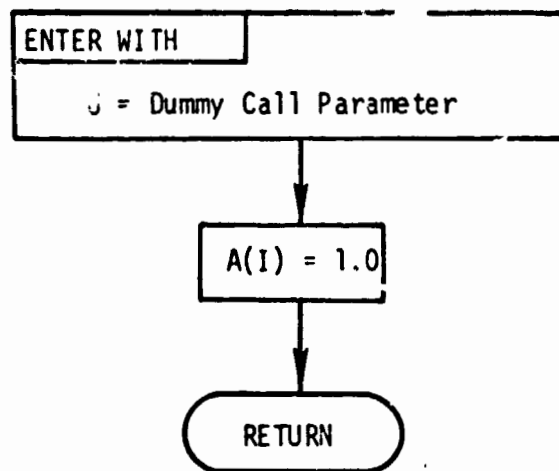 ENTER WITH
= Dummy Call Parameter
A(I) = 1.0
RETURN